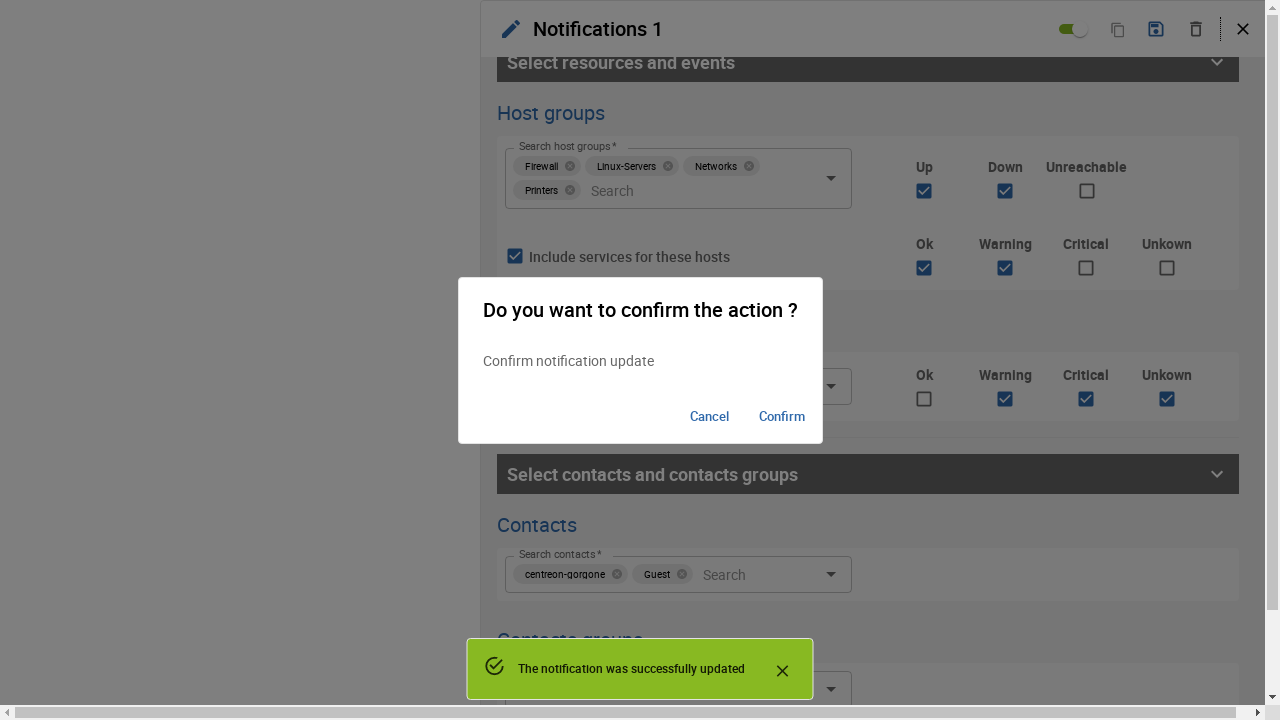 Notifications 1
Select resources and events
Host groups
Search host groups *
Firewall
Linux-Servers
Networks
Printers
Search
Up
Down
Unreachable
Include services for these hosts
Ok
Warning
Critical
Unkown
Do you want to confirm the action ?
Confirm notification update
Cancel
Confirm
Ok
Warning
Critical
Unkown
Select contacts and contacts groups
Contacts
Search contacts *
centreon-gorgone
Guest
Search
Contacts groups
The notification was successfully updated